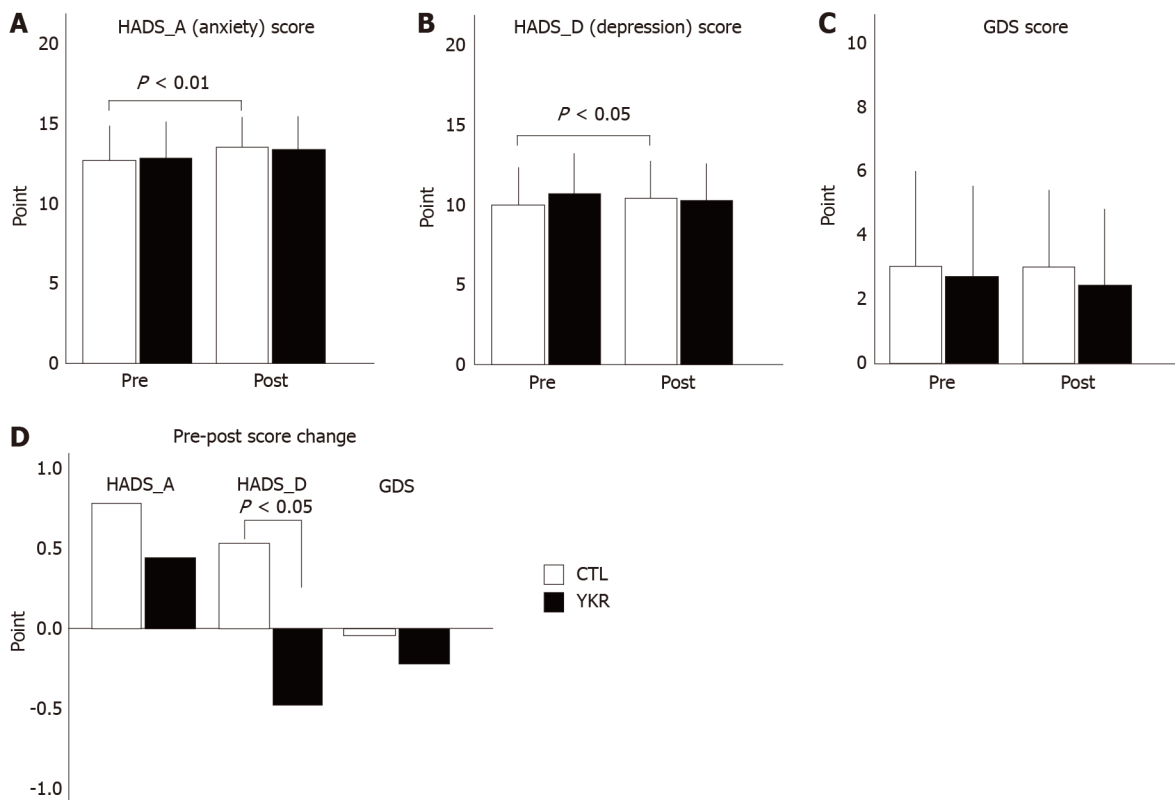 A
HADS_A (anxiety) score
20
15
10
5
0
Point
P < 0.01
Pre
Post
B
HADS_D (depression) score
20
15
10
5
0
Point
P < 0.05
Pre
Post
C
GDS score
10
8
6
4
2
0
Point
Pre
Post
D
Pre-post score change
1.0
0.5
0.0
-0.5
-1.0
Point
HADS_A
HADS_D
P < 0.05
GDS
CTL
YKR